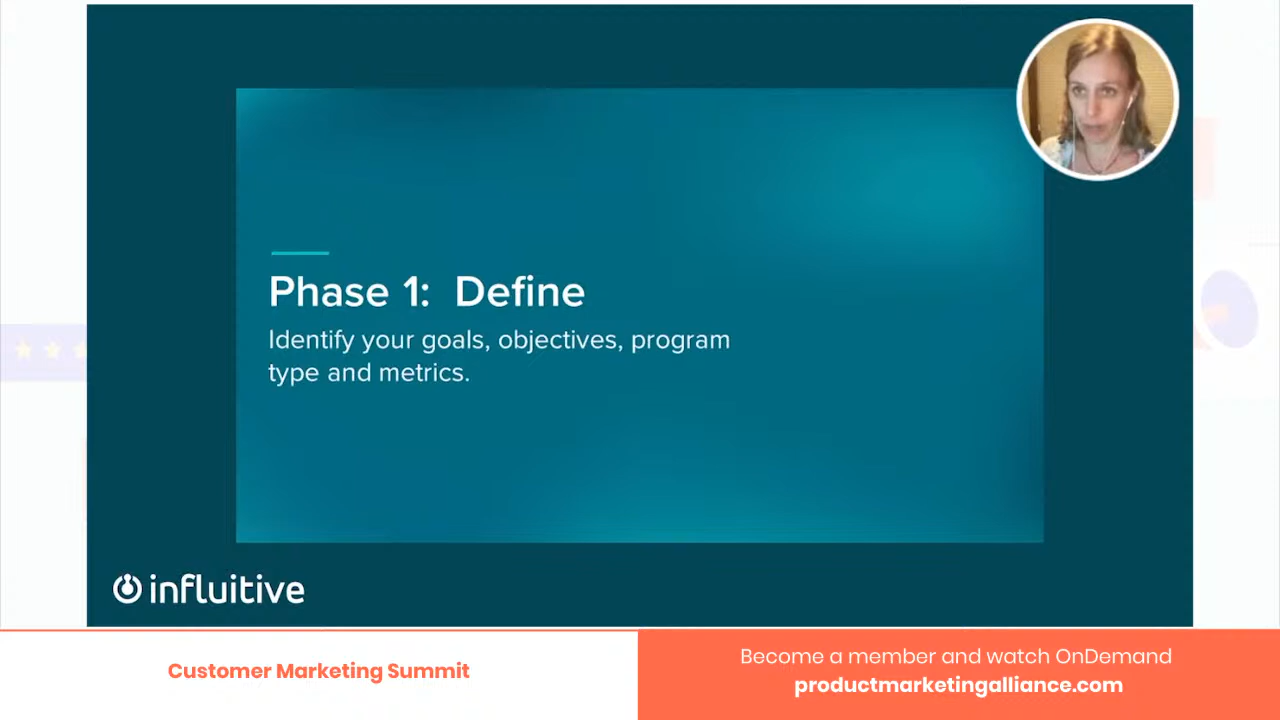 Phase 1: Define
Identify your goals, objectives, program
type and metrics.
influitive
Customer Marketing Summit
Become a member and watch OnDemand
productmarketingalliance.com